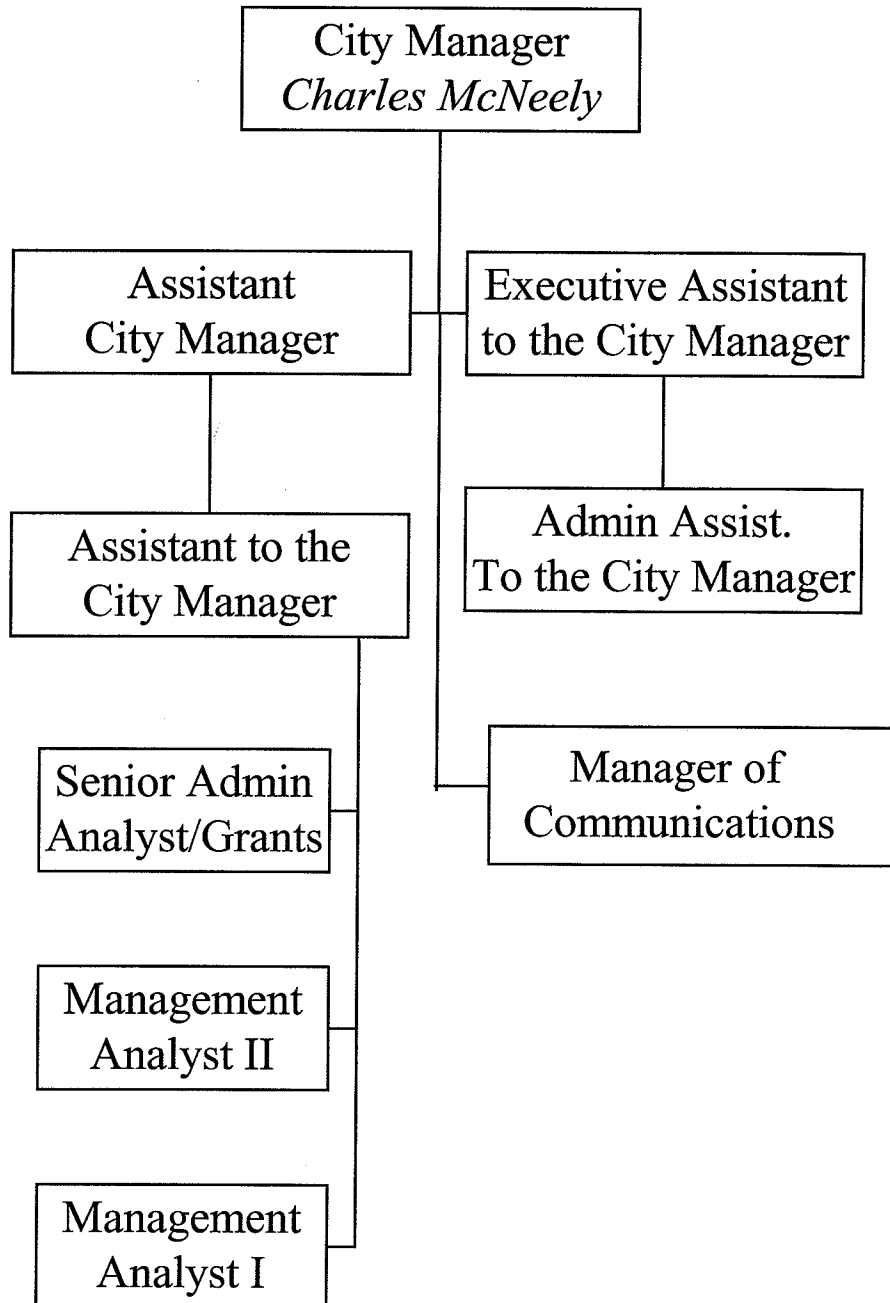 City Manager
Charles McNeely
Assistant
City Manager
Executive Assistant
to the City Manager
Assistant to the
City Manager
Admin Assist.
To the City Manager
Senior Admin
Analyst/Grants
Manager of
Communications
Management
Analyst II
Management
Analyst I